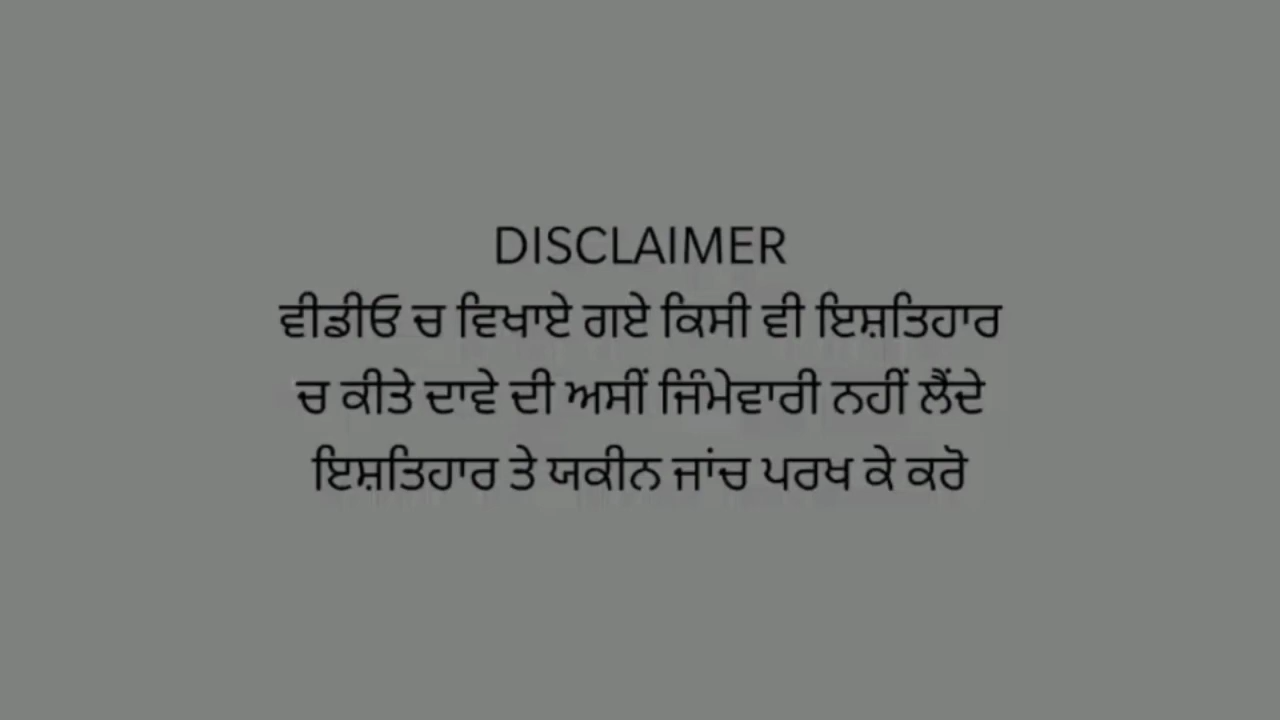 DISCLAIMER
ਵੀਡੀਓ ਚ ਵਿਖਾਏ ਗਏ ਕਿਸੀ ਵੀ ਇਸ਼ਤਿਹਾਰ
ਚ ਕੀਤੇ ਦਾਵੇ ਦੀ ਅਸੀਂ ਜਿੰਮੇਵਾਰੀ ਨਹੀਂ ਲੈਂਦੇ
ਇਸ਼ਤਿਹਾਰ ਤੇ ਯਕੀਨ ਜਾਂਚ ਪਰਖ ਕੇ ਕਰੋ